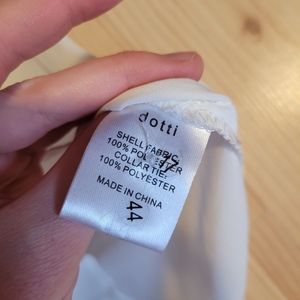 dotti
SHELL FABRIC:
100% POLYESTER
COLLAR TIE:
100% POLYESTER
MADE IN CHINA
44